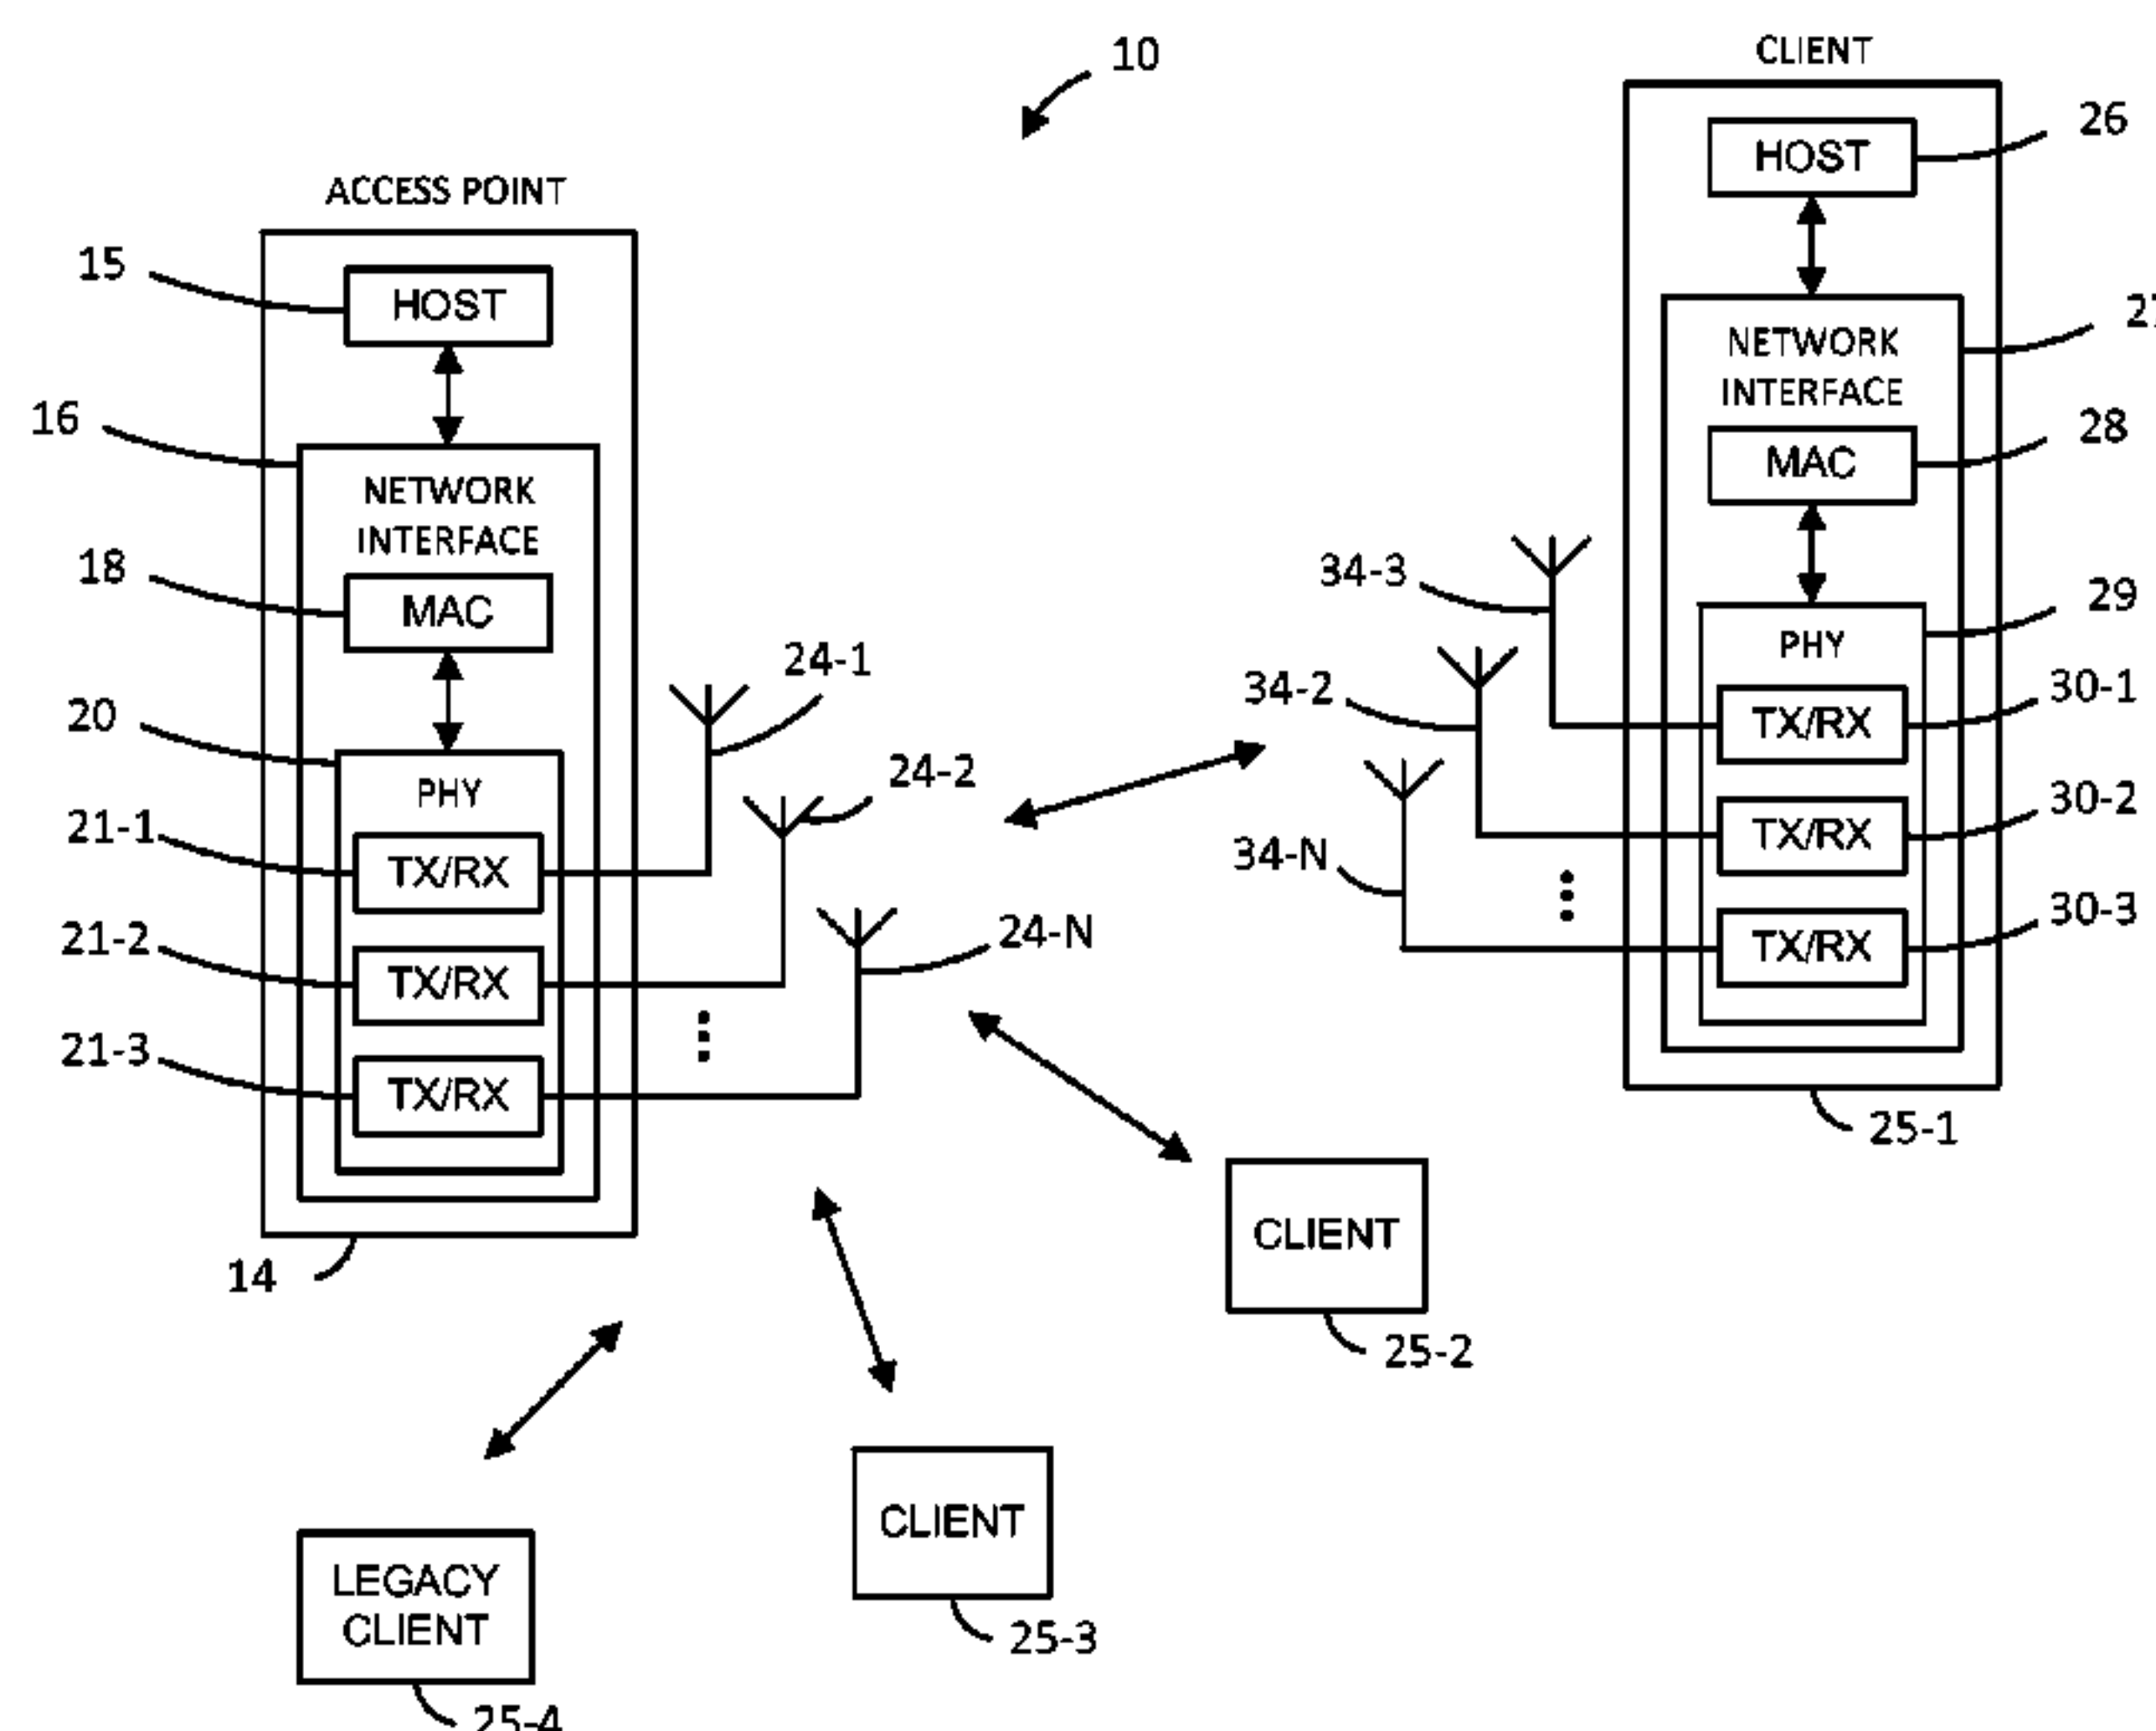 10
CLIENT
HOST
26
ACCESS POINT
15
HOST
NETWORK
INTERFACE
16
NETWORK
INTERFACE
MAC
28
18
MAC
34-3
PHY
29
24-1
34-2
TX/RX
30-1
20
PHY
24-2
TX/RX
30-2
21-1
TX/RX
34-N
TX/RX
30-3
21-2
TX/RX
24-N
21-3
TX/RX
25-1
14
CLIENT
25-2
CLIENT
25-3
LEGACY
CLIENT
25-4